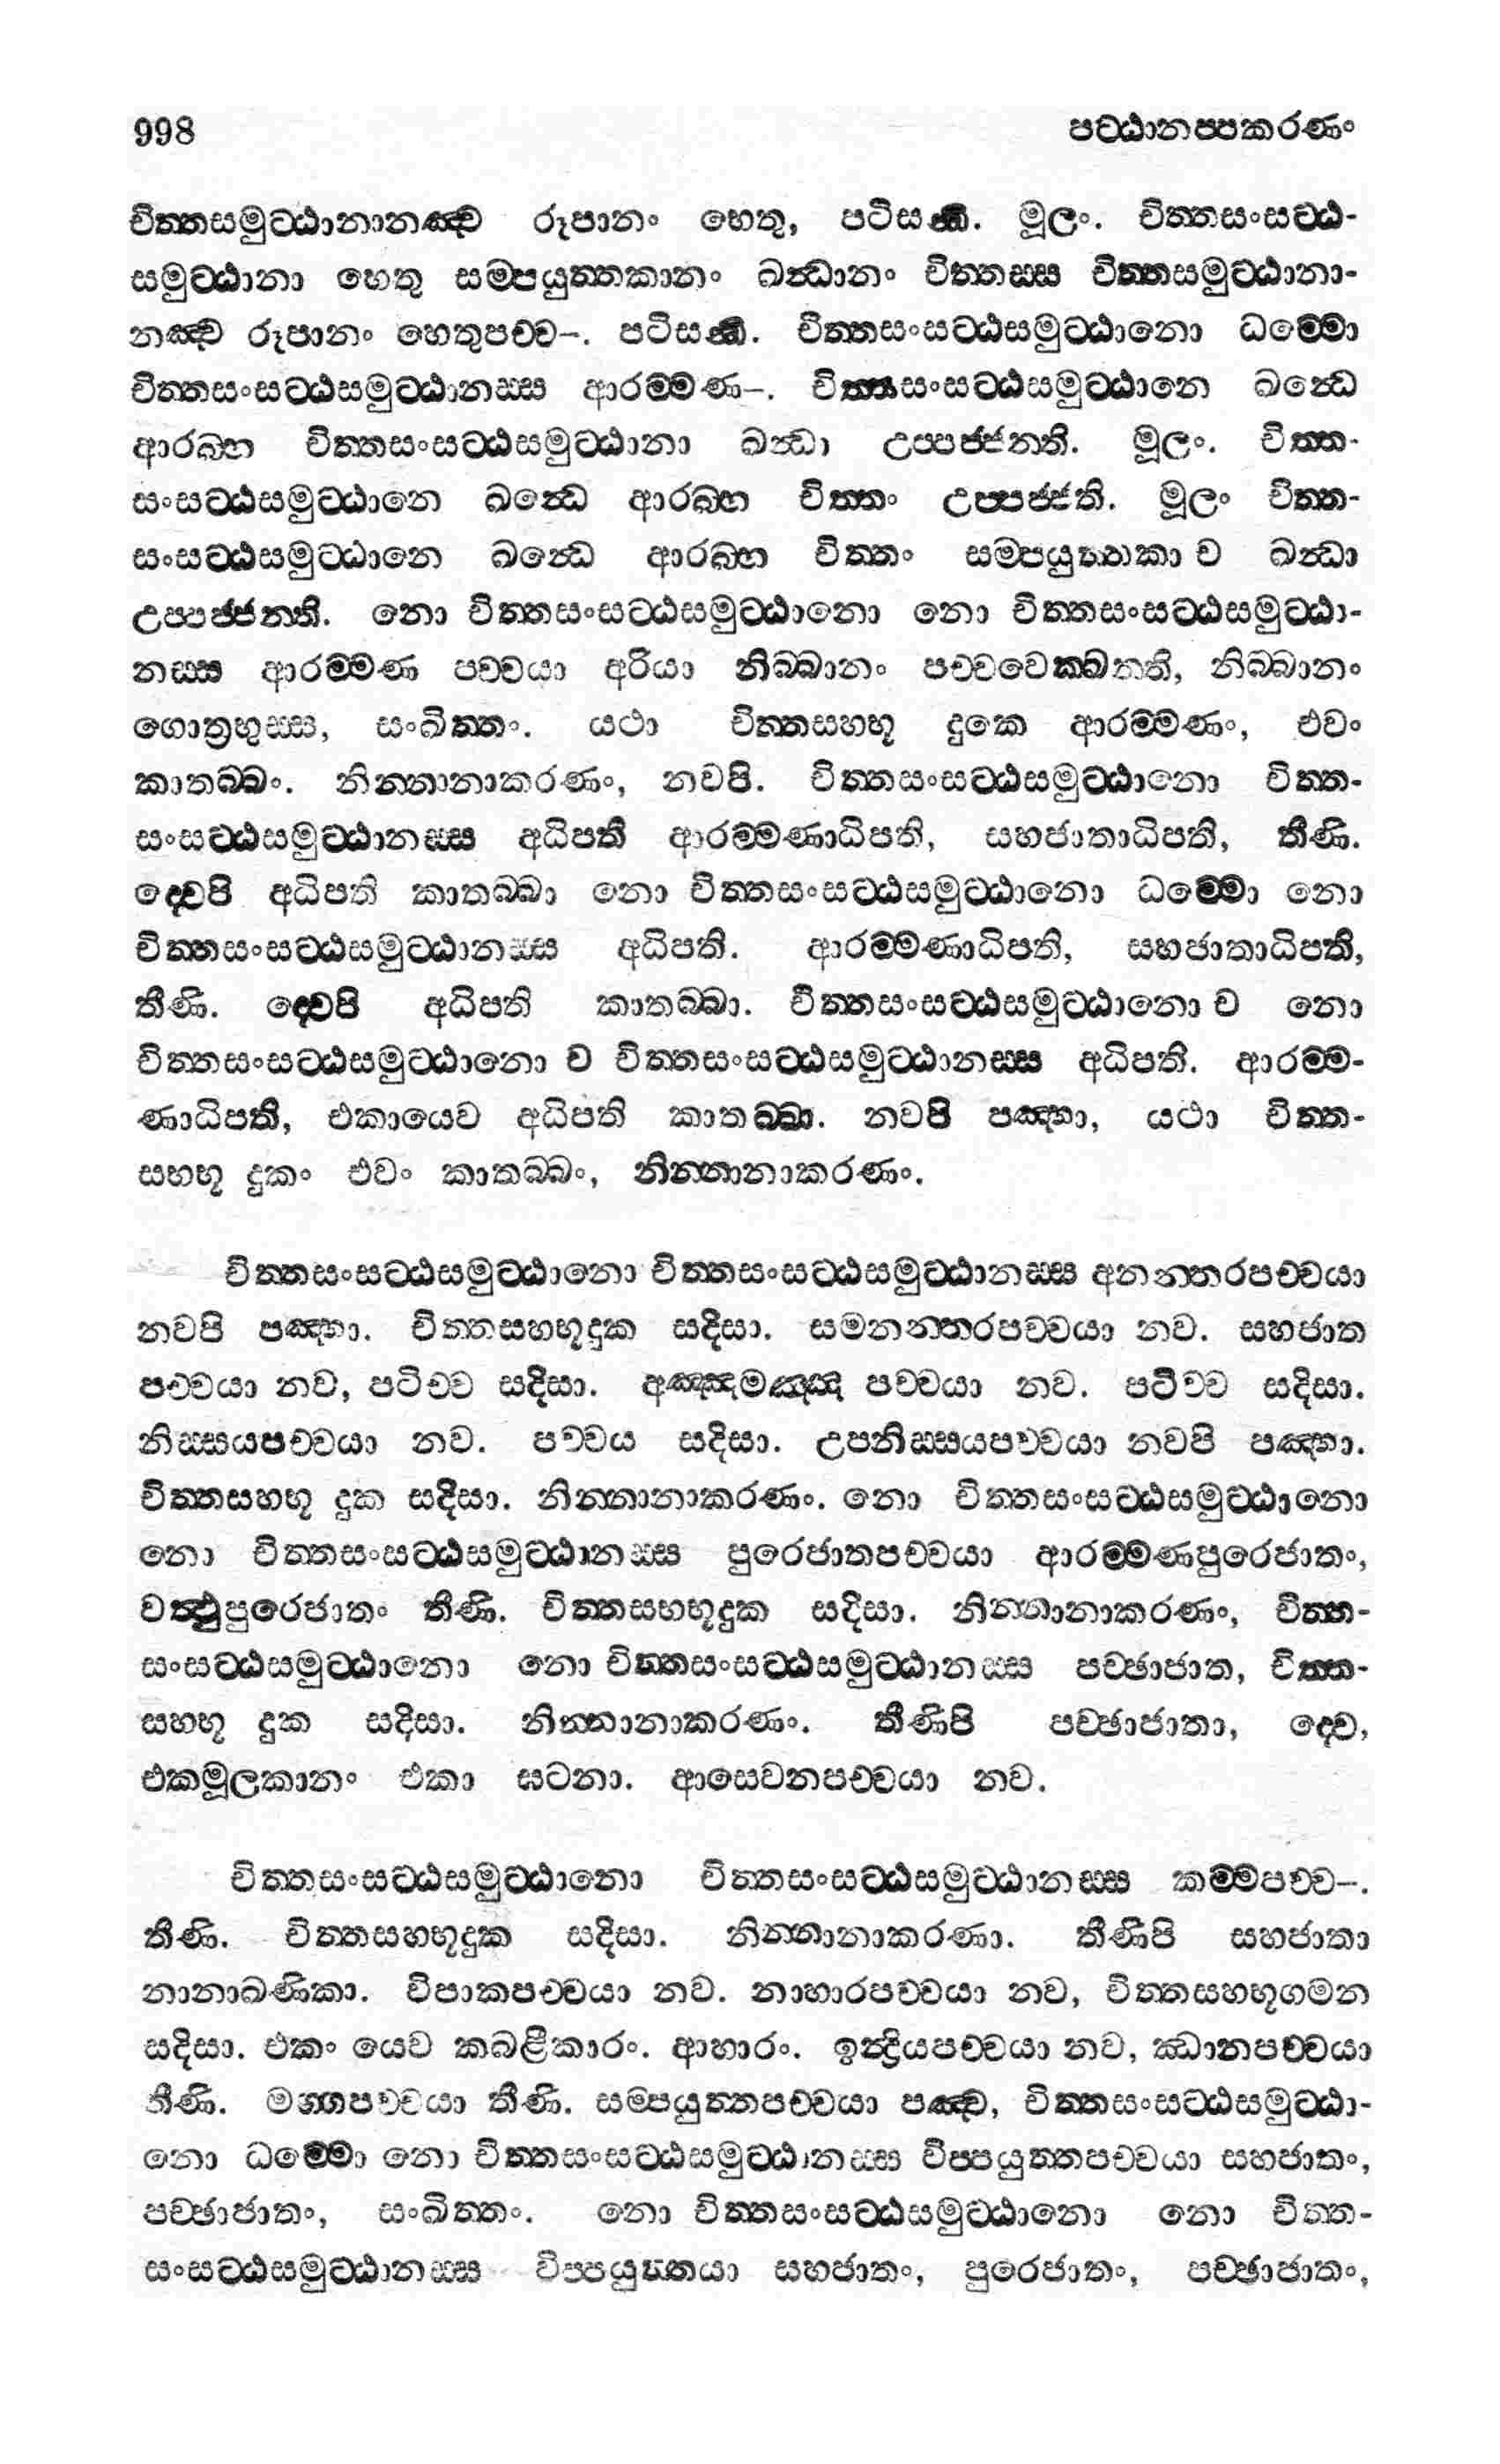 998 පට්ඨානප්පකරණං
චිත්තසමුට්ඨානානඤ්ච රූපානං හෙතු, පටිසන්ධි. මූලං. චිත්තසංසට්ඨ-
සමුට්ඨානා හෙතු සම්පයුත්තකානං ඛන්ධානං චිත්තස්ස චිත්තසමුට්ඨානා-
නඤ්ච රූපානං හෙතුපච්ච–. පටිසන්ධි. චිත්තසංසට්ඨසමුට්ඨානො ධම්මො
චිත්තසංසට්ඨසමුට්ඨානස්ස ආරම්මණ–. චිත්තසංසට්ඨසමුට්ඨානෙ ඛන්ධෙ
ආරබ්භ චිත්තසංසට්ඨසමුට්ඨානා ඛන්ධා උප්පජ්ජන්ති. මූලං. චිත්ත-
සංසට්ඨසමුට්ඨානෙ ඛන්ධෙ ආරබ්භ චිත්තං උප්පජ්ජති. මූලං චිත්ත-
සංසට්ඨසමුට්ඨානෙ ඛන්ධෙ ආරබ්භ චිත්තං සම්පයුත්තකා ච ඛන්ධා
උප්පජ්ජන්ති. නො චිත්තසංසට්ඨසමුට්ඨානො නො චිත්තසංසට්ඨසමුට්ඨා-
නස්ස ආරම්මණ පච්චයා අරියා නිබ්බානං පච්චවෙක්ඛන්ති, නිබ්බානං
ගොත්‍රභුස්ස, සංඛිත්තං. යථා චිත්තසහභූ දුකෙ ආරම්මණං, එවං
කාතබ්බං. නින්නානාකරණං, නවපි. චිත්තසංසට්ඨසමුට්ඨානො චිත්ත-
සංසට්ඨසමුට්ඨානස්ස අධිපති ආරම්මණාධිපති, සහජාතාධිපති, තීණි.
ද්වෙපි අධිපති කාතබ්බා නො චිත්තසංසට්ඨසමුට්ඨානො ධම්මො නො
චිත්තසංසට්ඨසමුට්ඨානස්ස අධිපති. ආරම්මණාධිපති, සහජාතාධිපති,
තීණි. ද්වෙපි අධිපති කාතබ්බා. චිත්තසංසට්ඨසමුට්ඨානො ච නො
චිත්තසංසට්ඨසමුට්ඨානො ච චිත්තසංසට්ඨසමුට්ඨානස්ස අධිපති. ආරම්ම-
ණාධිපති, එකායෙව අධිපති කාතබ්බා. නවපි පඤ්හා, යථා චිත්ත-
සහභූ දුකං එවං කාතබ්බං, නින්නානාකරණං.
චිත්තසංසට්ඨසමුට්ඨානො චිත්තසංසට්ඨසමුට්ඨානස්ස අනන්තරපච්චයා
නවපි පඤ්හා. චිත්තසහභූදුක සදිසා. සමනන්තරපච්චයා නව. සහජාත
පච්චයා නව, පටිච්ච සදිසා. අඤ්ඤමඤ්ඤ පච්චයා නව. පටිච්ච සදිසා.
නිස්සයපච්චයා නව. පච්චය සදිසා. උපනිස්සයපච්චයා නවපි පඤ්හා.
චිත්තසහභූ දුක සදිසා. නින්නානාකරණං. නො චිත්තසංසට්ඨසමුට්ඨානො
නො චිත්තසංසට්ඨසමුට්ඨානස්ස පුරෙජාතපච්චයා ආරම්මණපුරෙජාතං,
වත්ථුපුරෙජාතං තීණි. චිත්තසහභූදුක සදිසා. නින්නානාකරණං, චිත්ත-
සංසට්ඨසමුට්ඨානො නො චිත්තසංසට්ඨසමුට්ඨානස්ස පච්ඡාජාත, චිත්ත-
සහභූ දුක සදිසා. නින්නානාකරණං. තීණිපි පච්ඡාජාතා, ද්වෙ,
එකමූලකානං එකා ඝටනා. ආසෙවනපච්චයා නව.
චිත්තසංසට්ඨසමුට්ඨානො චිත්තසංසට්ඨසමුට්ඨානස්ස කම්මපච්ච–.
තීණි. චිත්තසහභූදුක සදිසා. නින්නානාකරණා. තීණිපි සහජාතා
නානාඛණිකා. විපාකපච්චයා නව. නාහාරපච්චයා නව, චිත්තසහභූගමන
සදිසා. එකං යෙව කබළීකාරං. ආහාරං. ඉන්ද්‍රියපච්චයා නව, ඣානපච්චයා
තීණි. මග්ගපච්චයා තීණි. සම්පයුත්තපච්චයා පඤ්ච, චිත්තසංසට්ඨසමුට්ඨා-
නො ධම්මො නො චිත්තසංසට්ඨසමුට්ඨානස්ස විප්පයුත්තපච්චයා සහජාතං,
පච්ඡාජාතං, සංඛිත්තං. නො චිත්තසංසට්ඨසමුට්ඨානො නො චිත්ත-
සංසට්ඨසමුට්ඨානස්ස විප්පයුත්තයා සහජාතං, පුරෙජාතං, පච්ඡාජාතං,